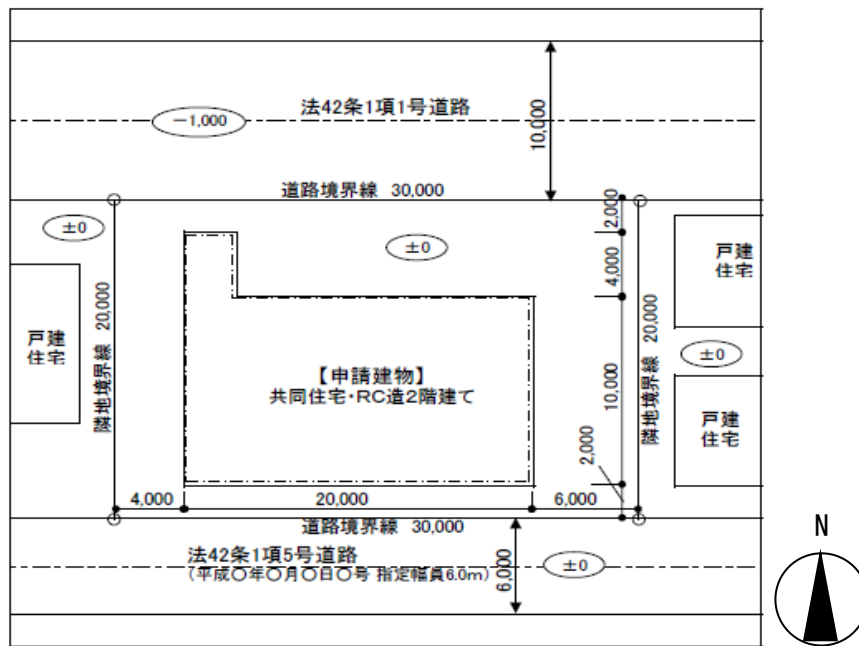 法42条1項1号道路
-1,000
10,000
道路境界線 30,000
2,000
±0
±0
戸建
住宅
4,000
戸建
住宅
隣地境界線 20,000
隣地境界線 20,000
±0
【申請建物】
共同住宅・RC造2階建て
10,000
戸建
住宅
2,000
4,000
20,000
6,000
道路境界線 30,000
法42条1項5号道路
(平成〇年〇月〇日〇号 指定幅員6.0m)
6,000
±0
N